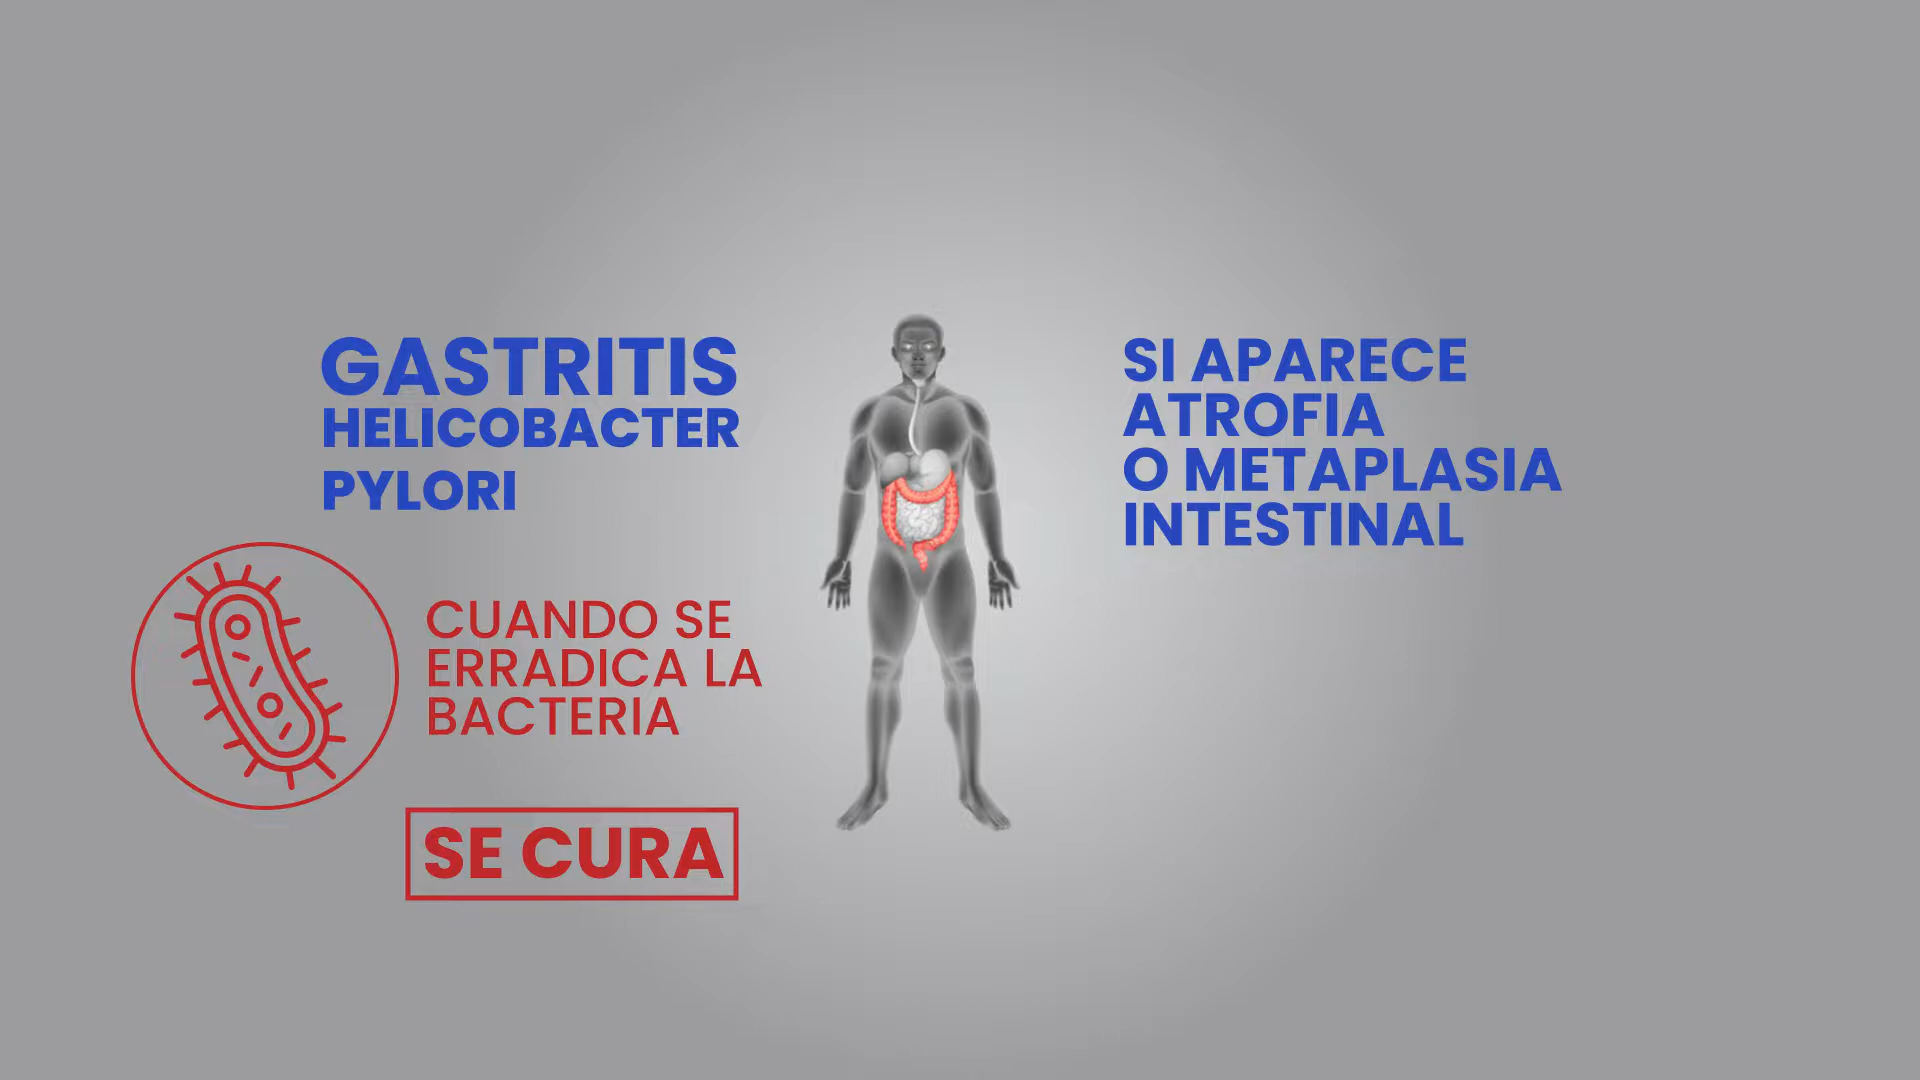 GASTRITIS
HELICOBACTER
PYLORI
CUANDO SE
ERRADICA LA
BACTERIA
SE CURA
SI APARECE
ATROFIA
O METAPLASIA
INTESTINAL